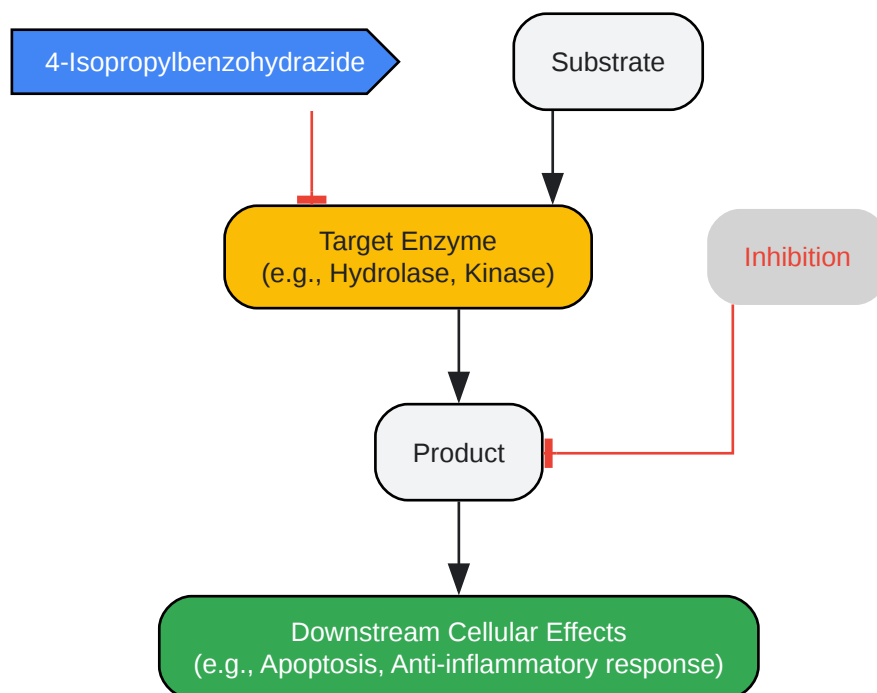 4-Isopropylbenzohydrazide
Substrate
Target Enzyme
(e.g., Hydrolase, Kinase)
Inhibition
Product
Downstream Cellular Effects
(e.g., Apoptosis, Anti-inflammatory response)